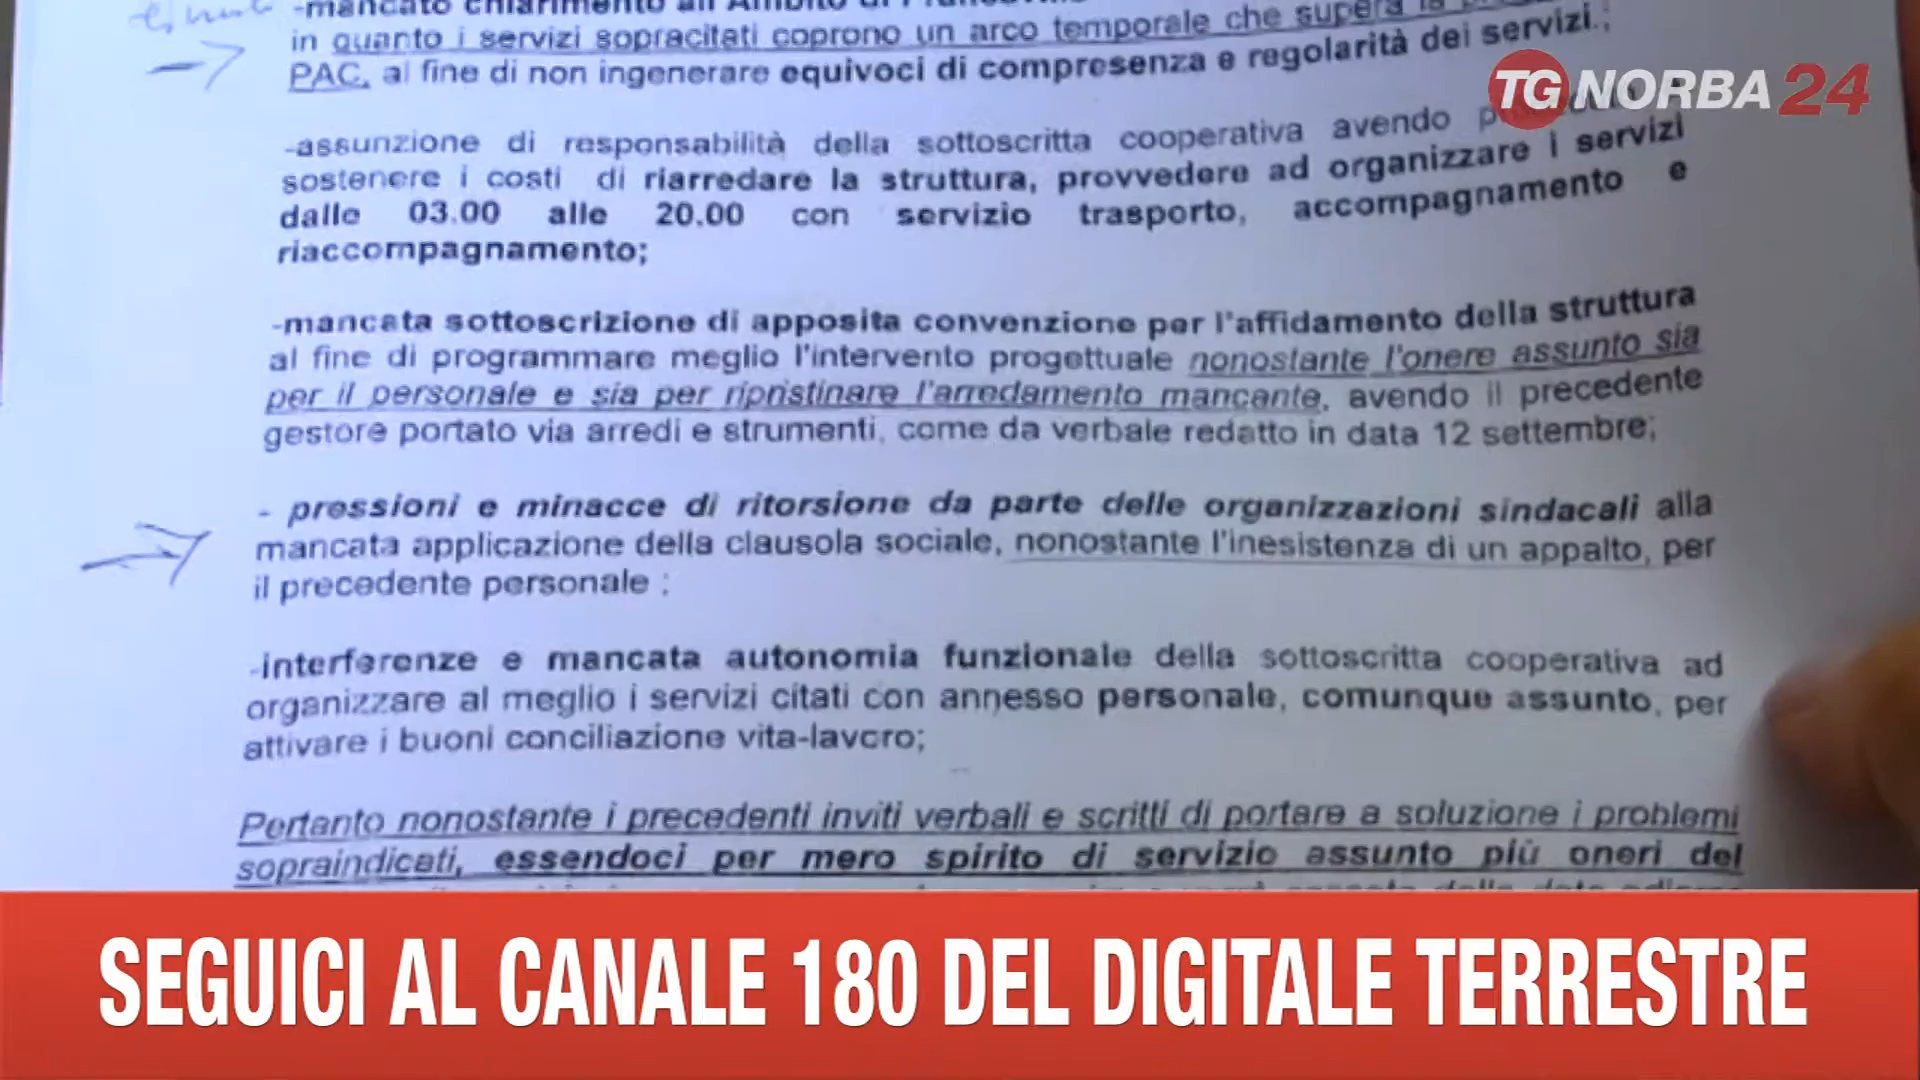 -mancato chiarimento all'Ambito di
in quanto i servizi sopracitati coprono un arco temporale che supera la
PAC, al fine di non ingenerare equivoci di compresenza e regolarità dei servizi.;
TG NORBA 24
-assunzione di responsabilità della sottoscritta cooperativa avendo
sostenere i costi di riarredare la struttura, provvedere ad organizzare i servizi
dalle 03.00 alle 20.00 con servizio trasporto, accompagnamento e
riaccompagnamento;
-mancata sottoscrizione di apposita convenzione per l'affidamento della struttura
al fine di programmare meglio l'intervento progettuale nonostante l'onere assunto sia
per il personale e sia per ripristinare l'arredamento mancante, avendo il precedente
gestore portato via arredi e strumenti, come da verbale redatto in data 12 settembre;
- pressioni e minacce di ritorsione da parte delle organizzazioni sindacali alla
mancata applicazione della clausola sociale, nonostante l'inesistenza di un appalto, per
il precedente personale ;
-interferenze e mancata autonomia funzionale della sottoscritta cooperativa ad
organizzare al meglio i servizi citati con annesso personale, comunque assunto, per
attivare i buoni conciliazione vita-lavoro;
Pertanto nonostante i precedenti inviti verbali e scritti di portare a soluzione i problemi
sopraindicati, essendoci per mero spirito di servizio assunto più oneri del
SEGUICI AL CANALE 180 DEL DIGITALE TERRESTRE